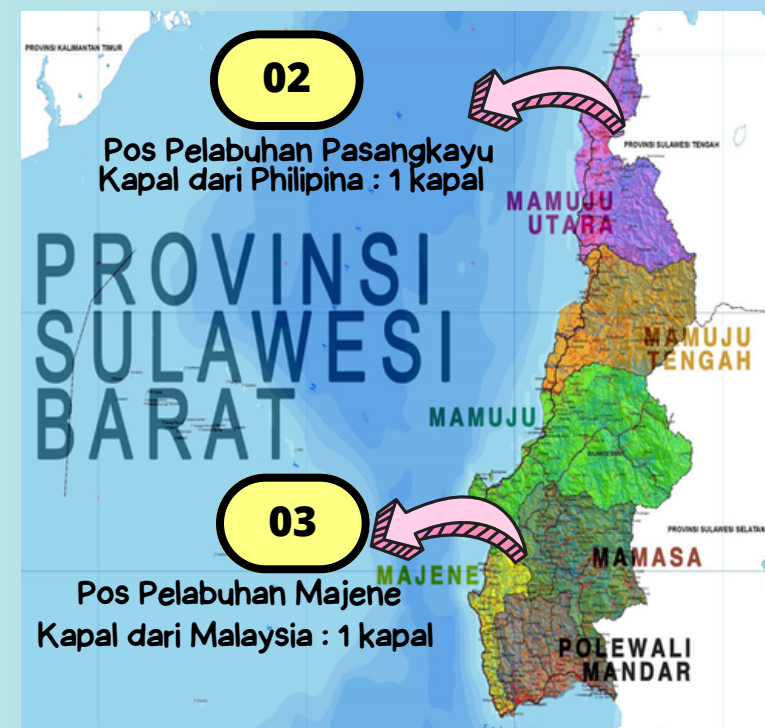 PROVINSI KALIMANTAN TIMUR
02
Pos Pelabuhan Pasangkayu
Kapal dari Philipina : 1 kapal
PROVINSI SULAWESI TENGAH
MAMUJU
UTARA
PROVINSI
SULAWESI
BARAT
MAMUJU
TENGAH
MAMUJU
03
PROVINSI SULAWESI SELATAN
MAMASA
MAJENE
Pos Pelabuhan Majene
Kapal dari Malaysia : 1 kapal
POLEWALI
MANDAR